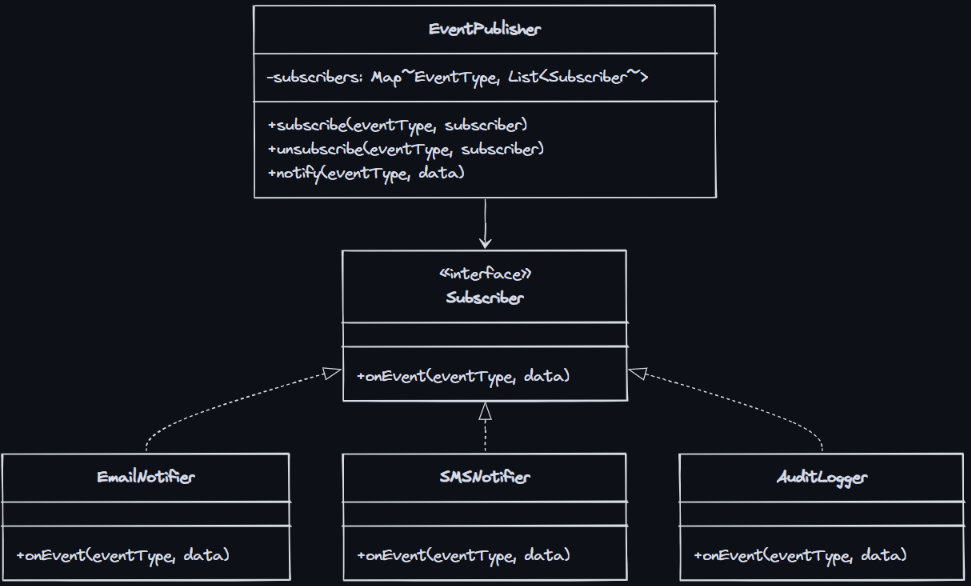 EventPublisher
-subscribers: Map~EventType, List<Subscriber~>
+subscribe(eventType, subscriber)
+unsubscribe(eventType, subscriber)
+notify(eventType, data)
«interface»
Subscriber
+onEvent(eventType, data)
EmailNotifier
+onEvent(eventType, data)
SMSNotifier
+onEvent(eventType, data)
AuditLogger
+onEvent(eventType, data)